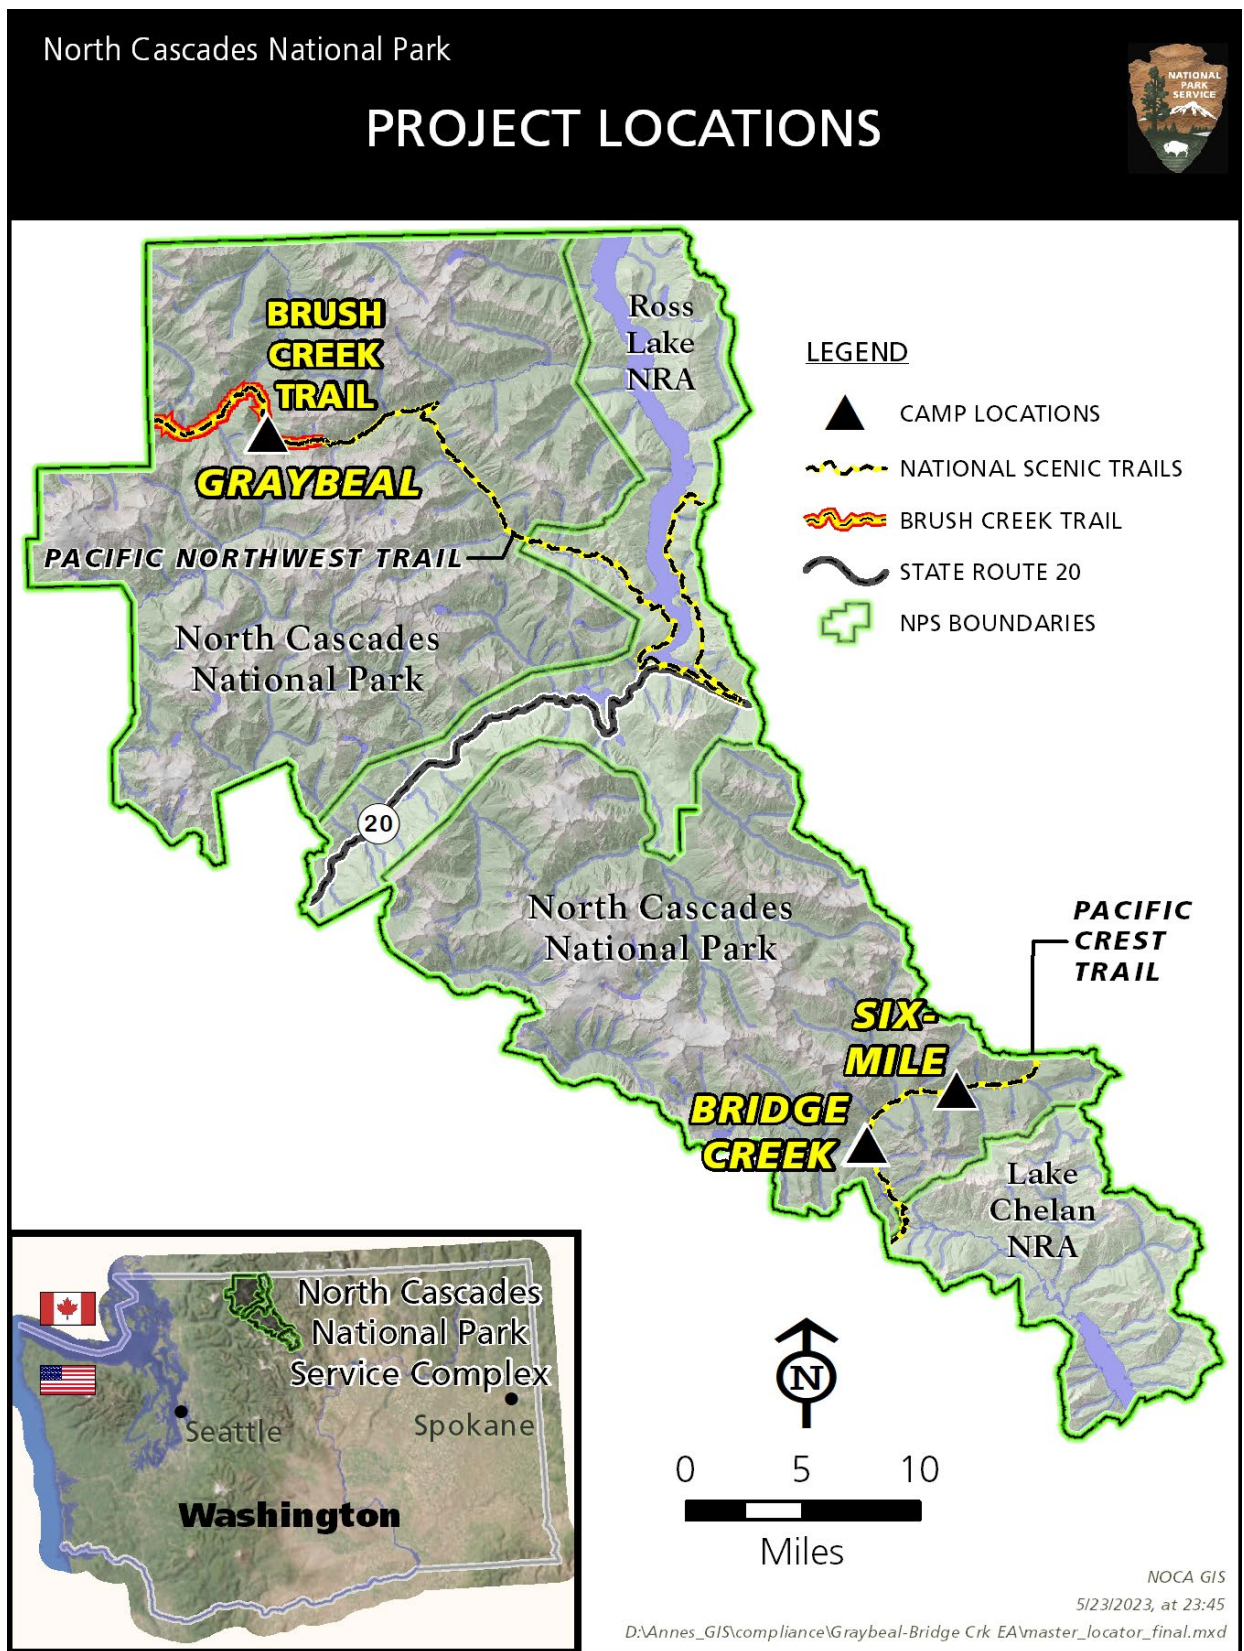 North Cascades National Park
PROJECT LOCATIONS
NATIONAL
PARK
SERVICE
BRUSH
CREEK
TRAIL
Ross
Lake
NRA
GRAYBEAL
PACIFIC NORTHWEST TRAIL
North Cascades
National Park
20
LEGEND
CAMP LOCATIONS
NATIONAL SCENIC TRAILS
BRUSH CREEK TRAIL
STATE ROUTE 20
NPS BOUNDARIES
North Cascades
National Park
PACIFIC
CREST
TRAIL
SIX-
MILE
BRIDGE
CREEK
Lake
Chelan
NRA
North Cascades
National Park
Service Complex
Seattle
Spokane
Washington
N
0 5 10
Miles
NOCA GIS
5/23/2023, at 23:45
D:\Annes_GIS\compliance\Graybeal-Bridge Crk EA\master_locator_final.mxd